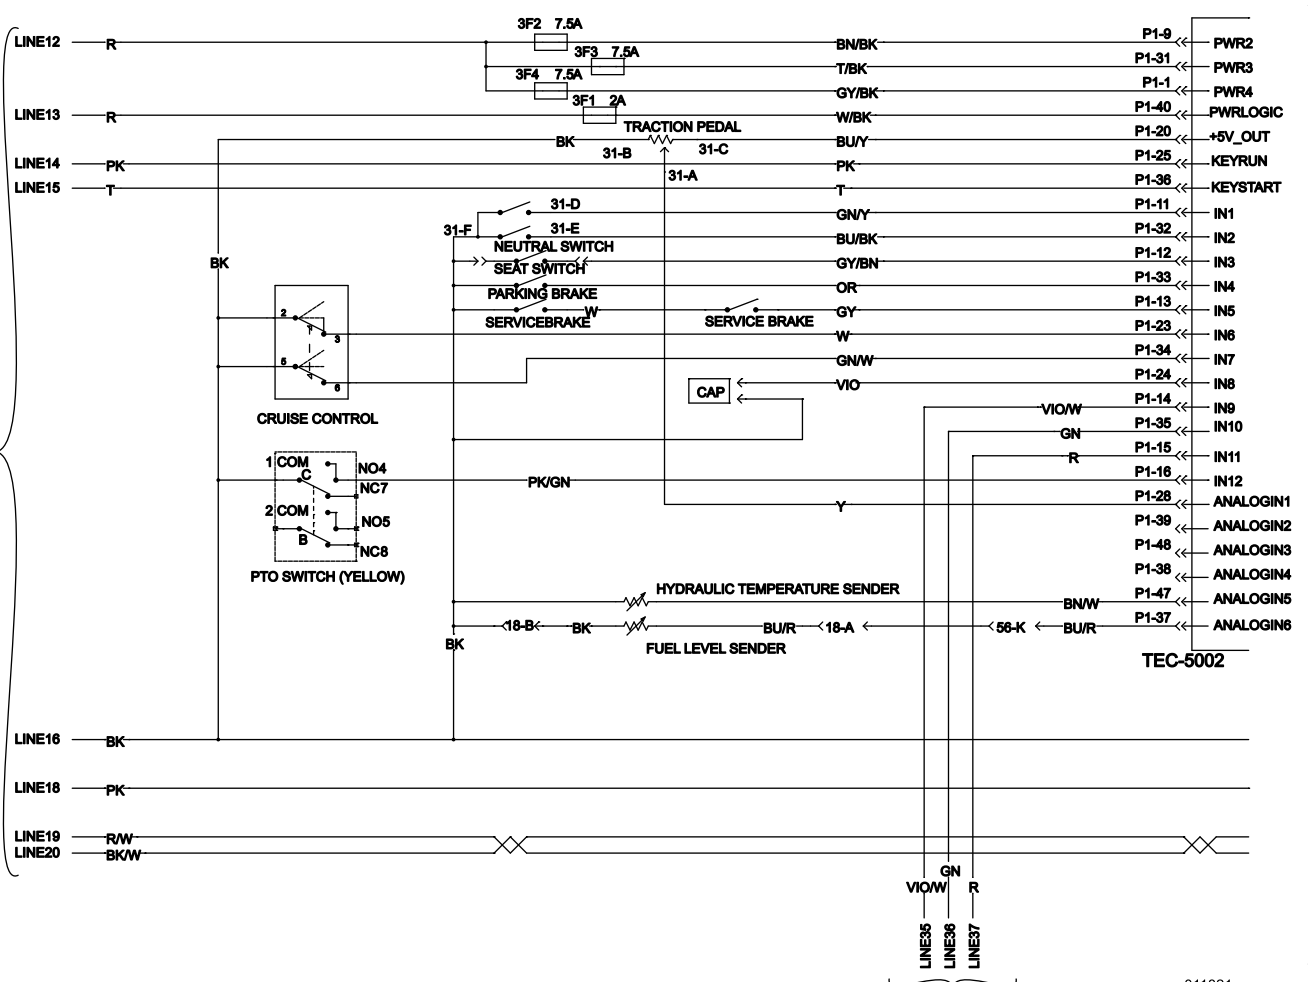 3F2 7.5A
LINE12 R BN/BK P1-9 PWR2
3F3 7.5A
T/BK P1-31 PWR3
3F4 7.5A
GY/BK P1-1 PWR4
3F1 2A
LINE13 R W/BK P1-40 PWRLOGIC
TRACTION PEDAL
BK BU/Y P1-20 +5V_OUT
31-B 31-C
LINE14 PK PK P1-25 KEYRUN
31-A
LINE15 T T P1-36 KEYSTART
31-D GN/Y P1-11 IN1
31-F 31-E BU/BK P1-32 IN2
NEUTRAL SWITCH
BK GY/BN P1-12 IN3
SEAT SWITCH
OR P1-33 IN4
PARKING BRAKE
W GY P1-13 IN5
SERVICEBRAKE SERVICE BRAKE
2 3
W P1-23 IN6
5 6
GN/W P1-34 IN7
CAP VIO P1-24 IN8
CRUISE CONTROL
VIO/W P1-14 IN9
GN P1-35 IN10
R P1-15 IN11
1 COM NO4
C NC7
PK/GN P1-16 IN12
2 COM NO5
B NC8
Y P1-28 ANALOGIN1
P1-39 ANALOGIN2
P1-48 ANALOGIN3
PTO SWITCH (YELLOW)
P1-38 ANALOGIN4
HYDRAULIC TEMPERATURE SENDER
BN/W P1-47 ANALOGIN5
18-B BK BU/R 18-A 56-K BU/R P1-37 ANALOGIN6
BK
FUEL LEVEL SENDER
TEC-5002
LINE16 BK
LINE18 PK
LINE19 R/W
LINE20 BK/W
GN
VIO/W R
LINE35
LINE36
LINE37